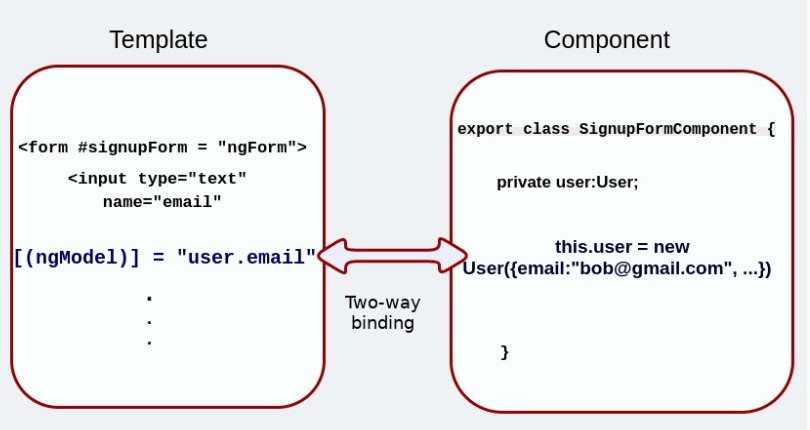 Template
<form #signupForm = "ngForm">
<input type="text"
name="email"
[(ngModel)] = "user.email"
.
.
.
Two-way
binding
Component
export class SignupFormComponent {
private user:User;
this.user = new
User({email:"bob@gmail.com", ...})
}